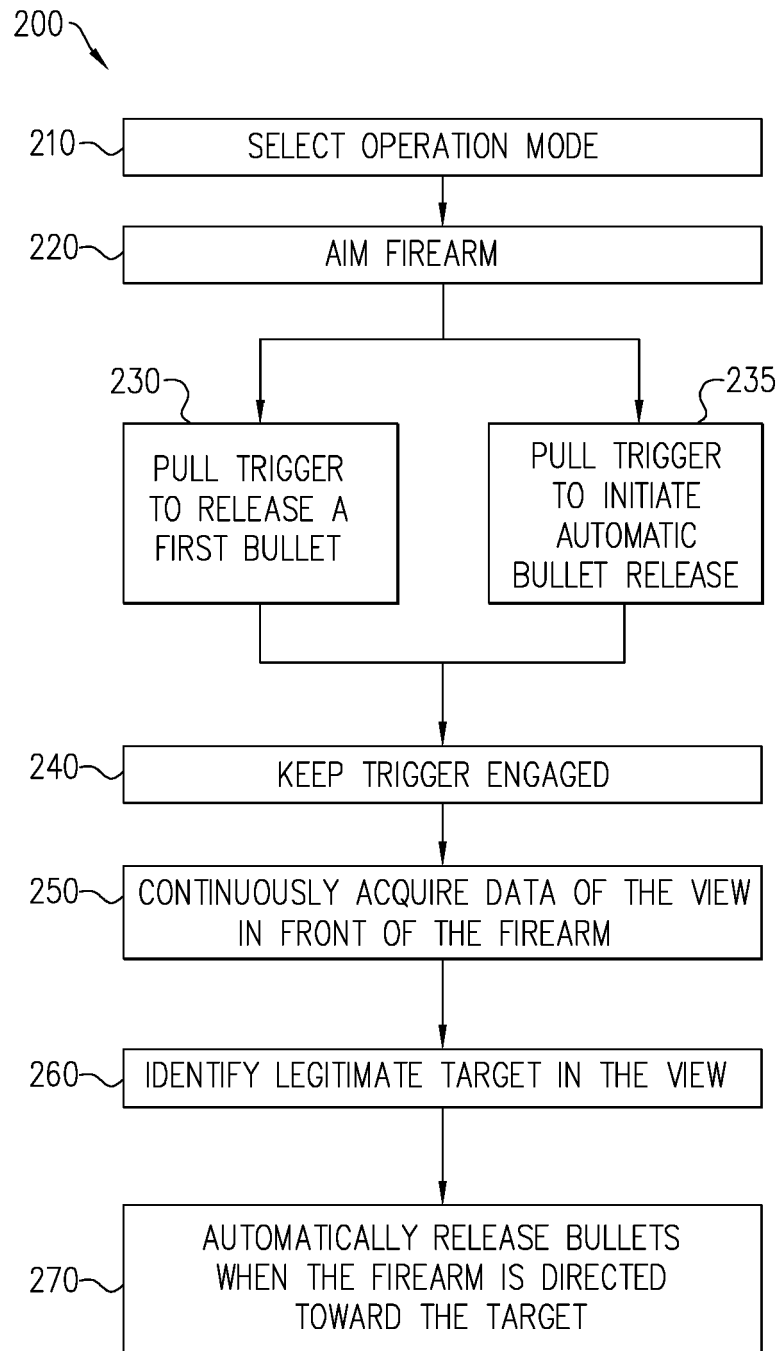 200
210
SELECT OPERATION MODE
220
AIM FIREARM
230
235
PULL TRIGGER
TO RELEASE A
FIRST BULLET
PULL TRIGGER
TO INITIATE
AUTOMATIC
BULLET RELEASE
240
KEEP TRIGGER ENGAGED
250
CONTINUOUSLY ACQUIRE DATA OF THE VIEW
IN FRONT OF THE FIREARM
260
IDENTIFY LEGITIMATE TARGET IN THE VIEW
270
AUTOMATICALLY RELEASE BULLETS
WHEN THE FIREARM IS DIRECTED
TOWARD THE TARGET